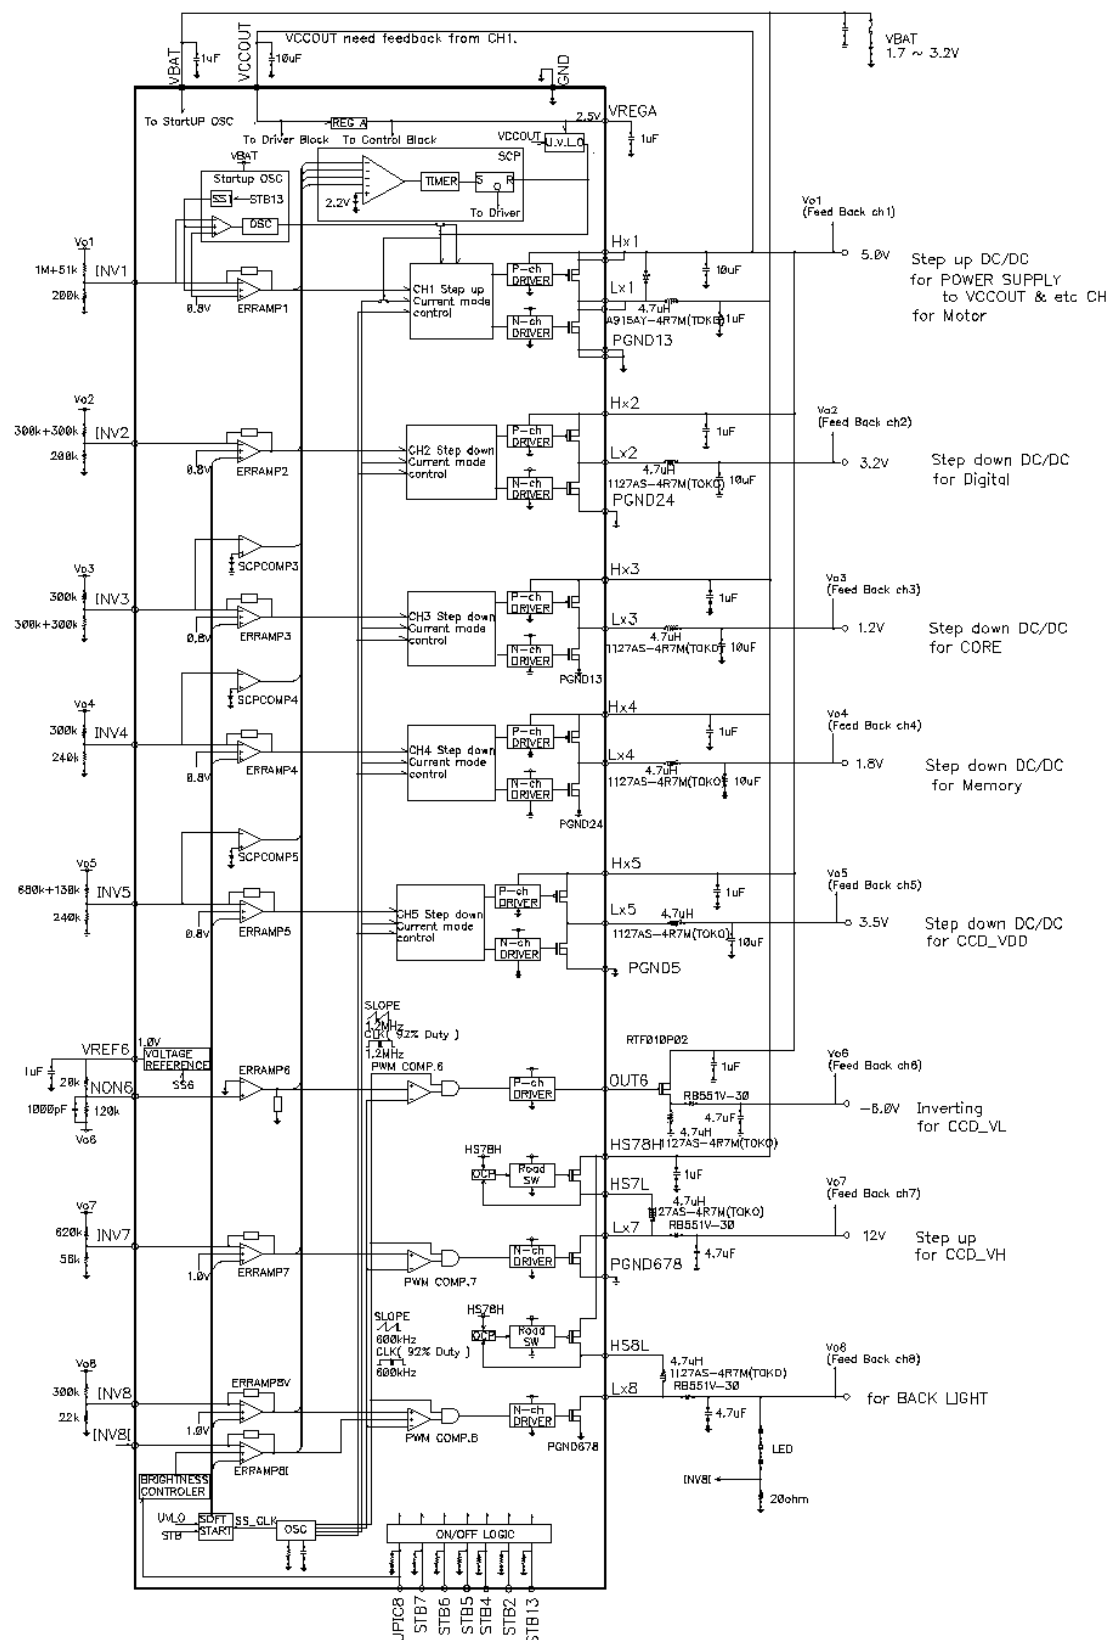 VBAT
1uF
VCCOUT
10uF
VCCOUT need feedback from CH1.
GND
VBAT
1.7 ~ 3.2V
To StartUP OSC
REG A
To Driver Block
To Control Block
2.5V
VREGA
1uF
VCCOUT
U.V.L.O
SCP
VBAT
Startup OSC
SS1
STB13
OSC
2.2V
TIMER
S
R
Q
To Driver
Vo1
(Feed Back ch1)
Vo1
1M+51k
INV1
200k
0.8V
ERRAMP1
CH1 Step up
Current mode
control
P-ch
DRIVER
N-ch
DRIVER
Hx1
10uF
Lx1
4.7uH
A915AY-4R7M(TOKO)
1uF
PGND13
5.0V
Step up DC/DC
for POWER SUPPLY
to VCCOUT & etc CH
for Motor
Vo2
300k+300k
INV2
200k
0.8V
ERRAMP2
CH2 Step down
Current mode
control
P-ch
DRIVER
N-ch
DRIVER
Hx2
1uF
Lx2
4.7uH
1127AS-4R7M(TOKO)
10uF
PGND24
Vo2
(Feed Back ch2)
3.2V
Step down DC/DC
for Digital
SCPCOMP3
Vo3
300k
INV3
300k+300k
0.8V
ERRAMP3
CH3 Step down
Current mode
control
P-ch
DRIVER
N-ch
DRIVER
Hx3
1uF
Lx3
4.7uH
1127AS-4R7M(TOKO)
10uF
PGND13
Vo3
(Feed Back ch3)
1.2V
Step down DC/DC
for CORE
SCPCOMP4
Vo4
300k
INV4
240k
0.8V
ERRAMP4
CH4 Step down
Current mode
control
P-ch
DRIVER
N-ch
DRIVER
Hx4
1uF
Lx4
4.7uH
1127AS-4R7M(TOKO)
10uF
PGND24
Vo4
(Feed Back ch4)
1.8V
Step down DC/DC
for Memory
SCPCOMP5
Vo5
680k+130k
INV5
240k
0.8V
ERRAMP5
CH5 Step down
Current mode
control
P-ch
DRIVER
N-ch
DRIVER
Hx5
1uF
Lx5
4.7uH
1127AS-4R7M(TOKO)
10uF
PGND5
Vo5
(Feed Back ch5)
3.5V
Step down DC/DC
for CCD_VDD
SLOPE
1.2MHz
CLK( 92% Duty )
1.2MHz
PWM COMP.6
VREF6
1.0V
VOLTAGE
REFERENCE
SS6
1uF
20k
NON6
1000pF
120k
Vo6
ERRAMP6
P-ch
DRIVER
OUT6
RTF010P02
1uF
RB551V-30
4.7uF
4.7uH
1127AS-4R7M(TOKO)
Vo6
(Feed Back ch6)
-6.0V
Inverting
for CCD_VL
HS78H
HS78H
OCP
Road
SW
1uF
HS7L
4.7uH
1127AS-4R7M(TOKO)
RB551V-30
Vo7
620k
INV7
56k
1.0V
ERRAMP7
PWM COMP.7
N-ch
DRIVER
Lx7
PGND678
4.7uF
Vo7
(Feed Back ch7)
12V
Step up
for CCD_VH
SLOPE
600kHz
CLK( 92% Duty )
600kHz
HS78H
OCP
Road
SW
HS8L
4.7uH
1127AS-4R7M(TOKO)
RB551V-30
Vo8
300k
INV8
22k
1.0V
ERRAMP8V
INV8I
ERRAMP8I
PWM COMP.8
N-ch
DRIVER
Lx8
PGND678
4.7uF
Vo8
(Feed Back ch8)
for BACK LIGHT
LED
INV8I
20ohm
BRIGHTNESS
CONTROLER
UVLO
STB
SOFT
START
SS_CLK
OSC
ON/OFF LOGIC
UPIC8
STB7
STB6
STB5
STB4
STB2
STB13